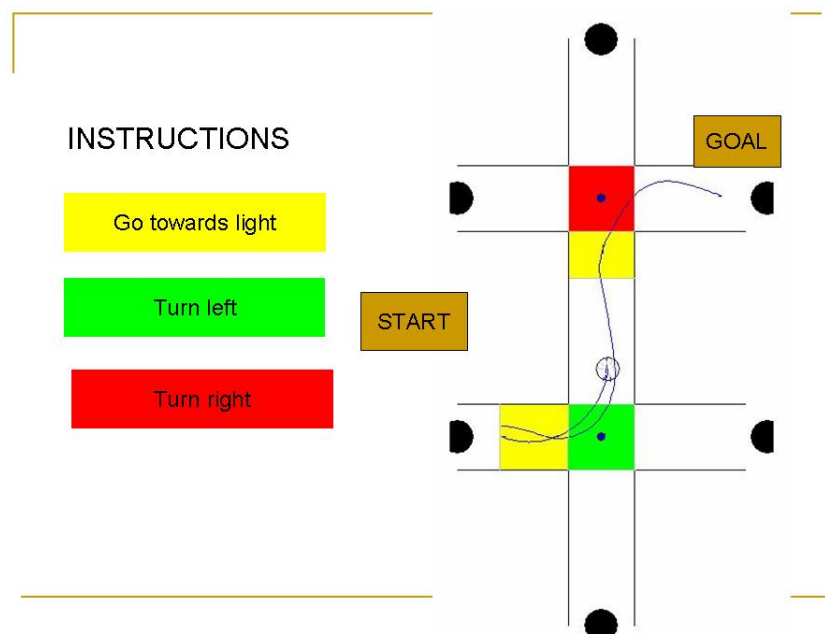 INSTRUCTIONS
Go towards light
Turn left
Turn right
START
GOAL